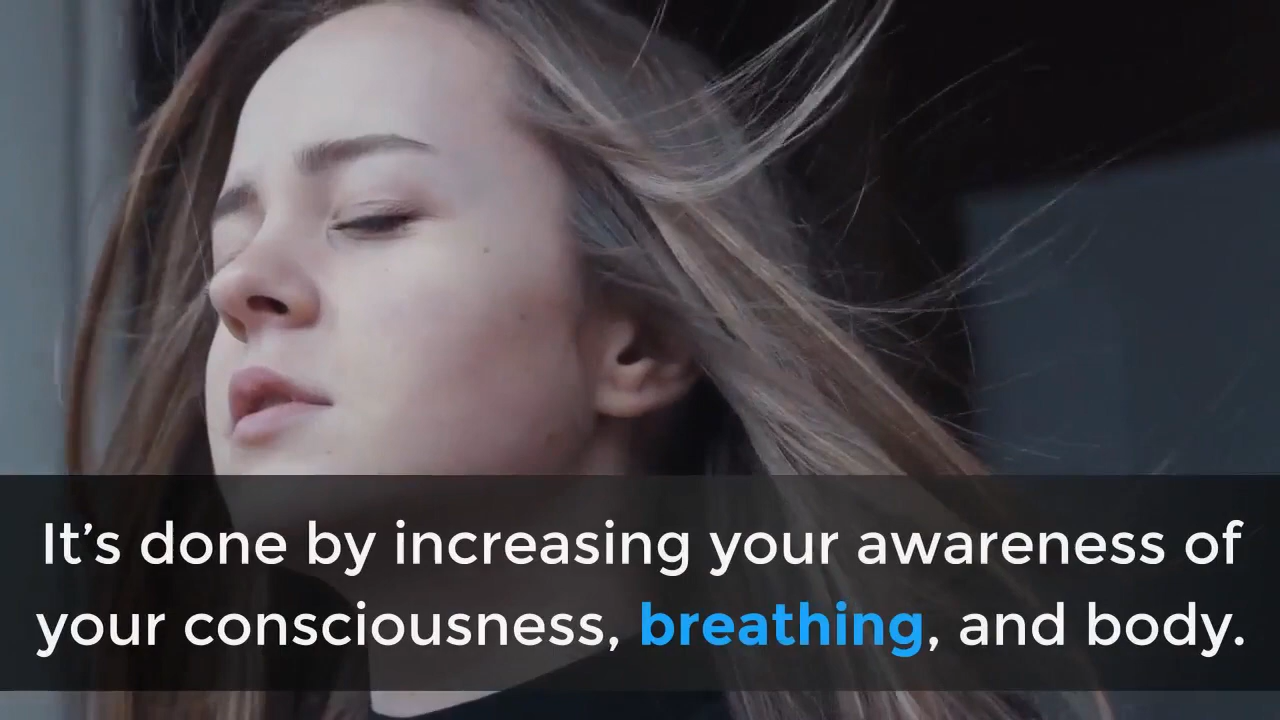 It’s done by increasing your awareness of
your consciousness, breathing, and body.